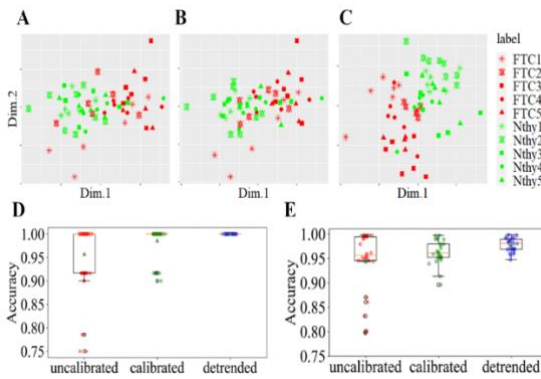 A
B
C
Dim.2
Dim.1
Dim.1
Dim.1
label
FTC1
FTC2
FTC3
FTC4
FTC5
Nthy1
Nthy2
Nthy3
Nthy4
Nthy5
D
Accuracy
1.00
0.95
0.90
0.85
0.80
0.75
uncalibrated calibrated detrended
E
Accuracy
1.00
0.95
0.90
0.85
0.80
0.75
uncalibrated calibrated detrended